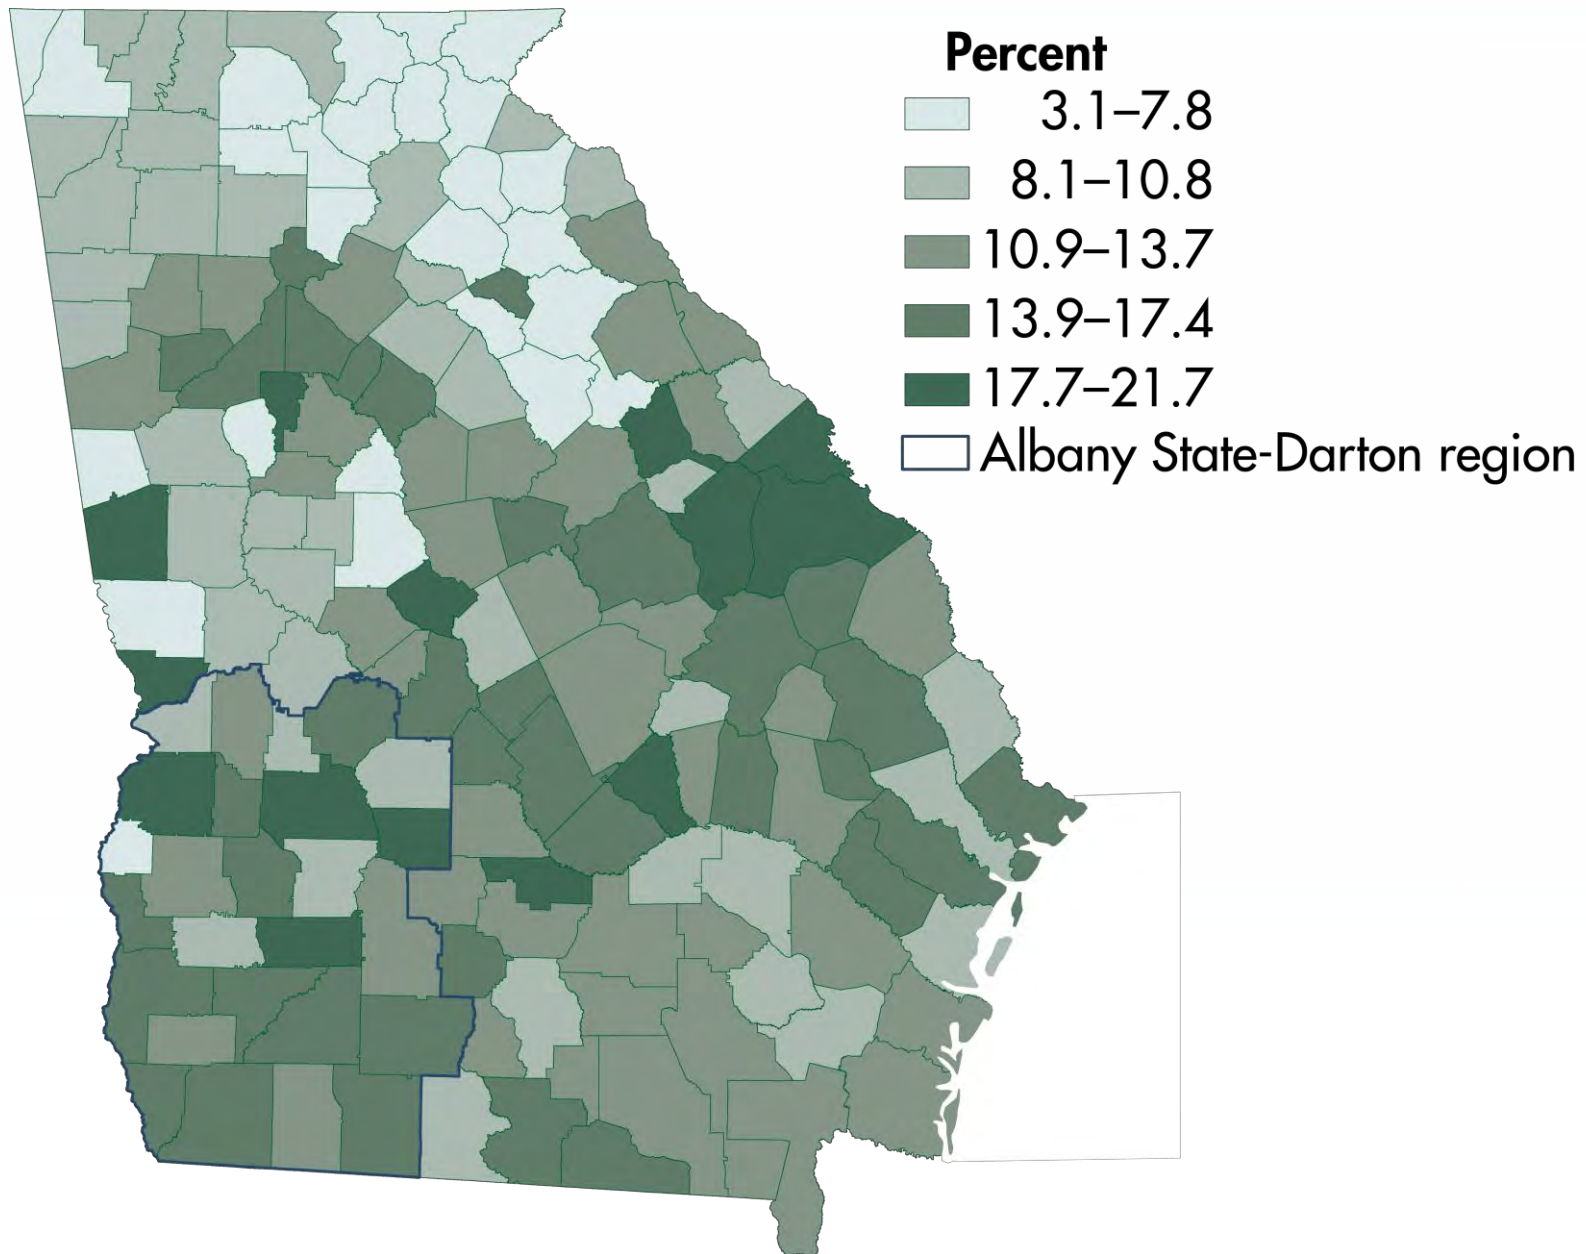 Percent
3.1–7.8
8.1–10.8
10.9–13.7
13.9–17.4
17.7–21.7
Albany State-Darton region